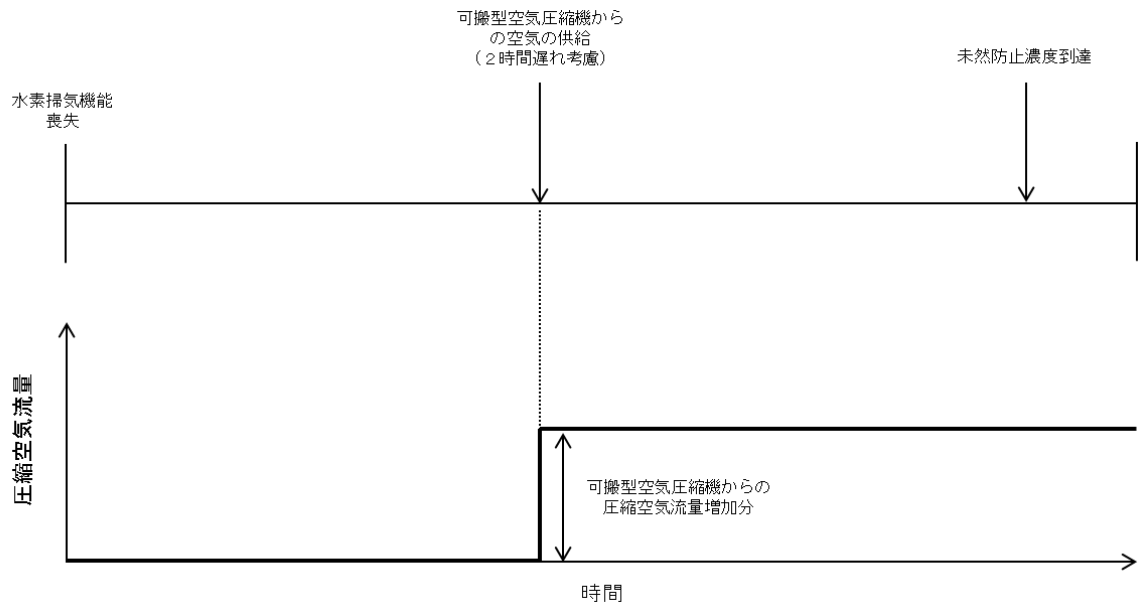 可搬型空気圧縮機から
の空気の供給
（２時間遅れ考慮）
未然防止濃度到達
水素掃気機能
喪失
圧縮空気流量
可搬型空気圧縮機からの
圧縮空気流量増加分
時間